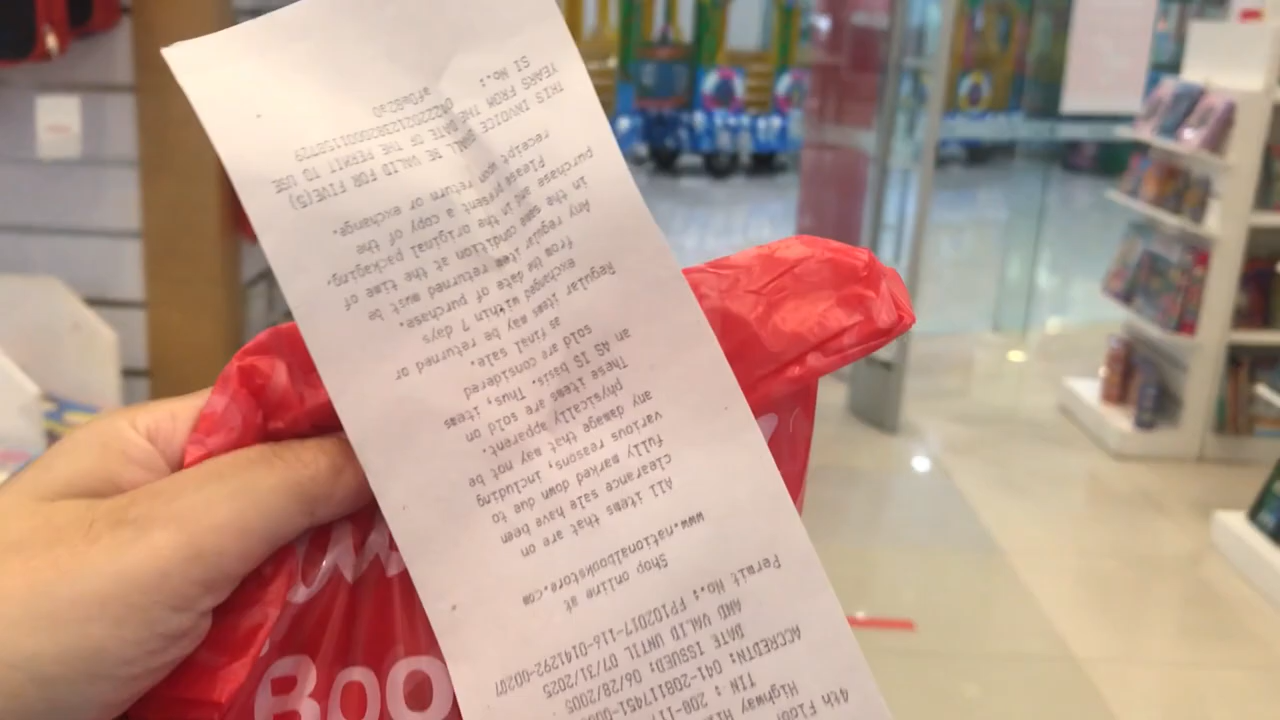 4th Floor
Highway
TIN : 200-11
ACCREDTN: 041-208117451-000
DATE ISSUED: 06/28/2005
AND VALID UNTIL 07/31/2025
Permit No.: FP102017-116-0141292-00207
Shop online at
www.nationalbookstore.com
All items that are on
clearance sale have been
fully marked down due to
various reasons, including
any damage that may not be
physically apparent.
These items are sold on
an AS IS basis. Thus, items
sold are considered
as final sale.
Regular items may be returned or
exchanged within 7 days
from the date of purchase.
Any regular item returned must be
in the same condition at the time of
purchase and in the original packaging.
Please present a copy of the
receipt upon return or exchange.
THIS INVOICE SHALL BE VALID FOR FIVE(5)
YEARS FROM THE DATE OF THE PERMIT TO USE
SI No.:
af0e82a0
Boo